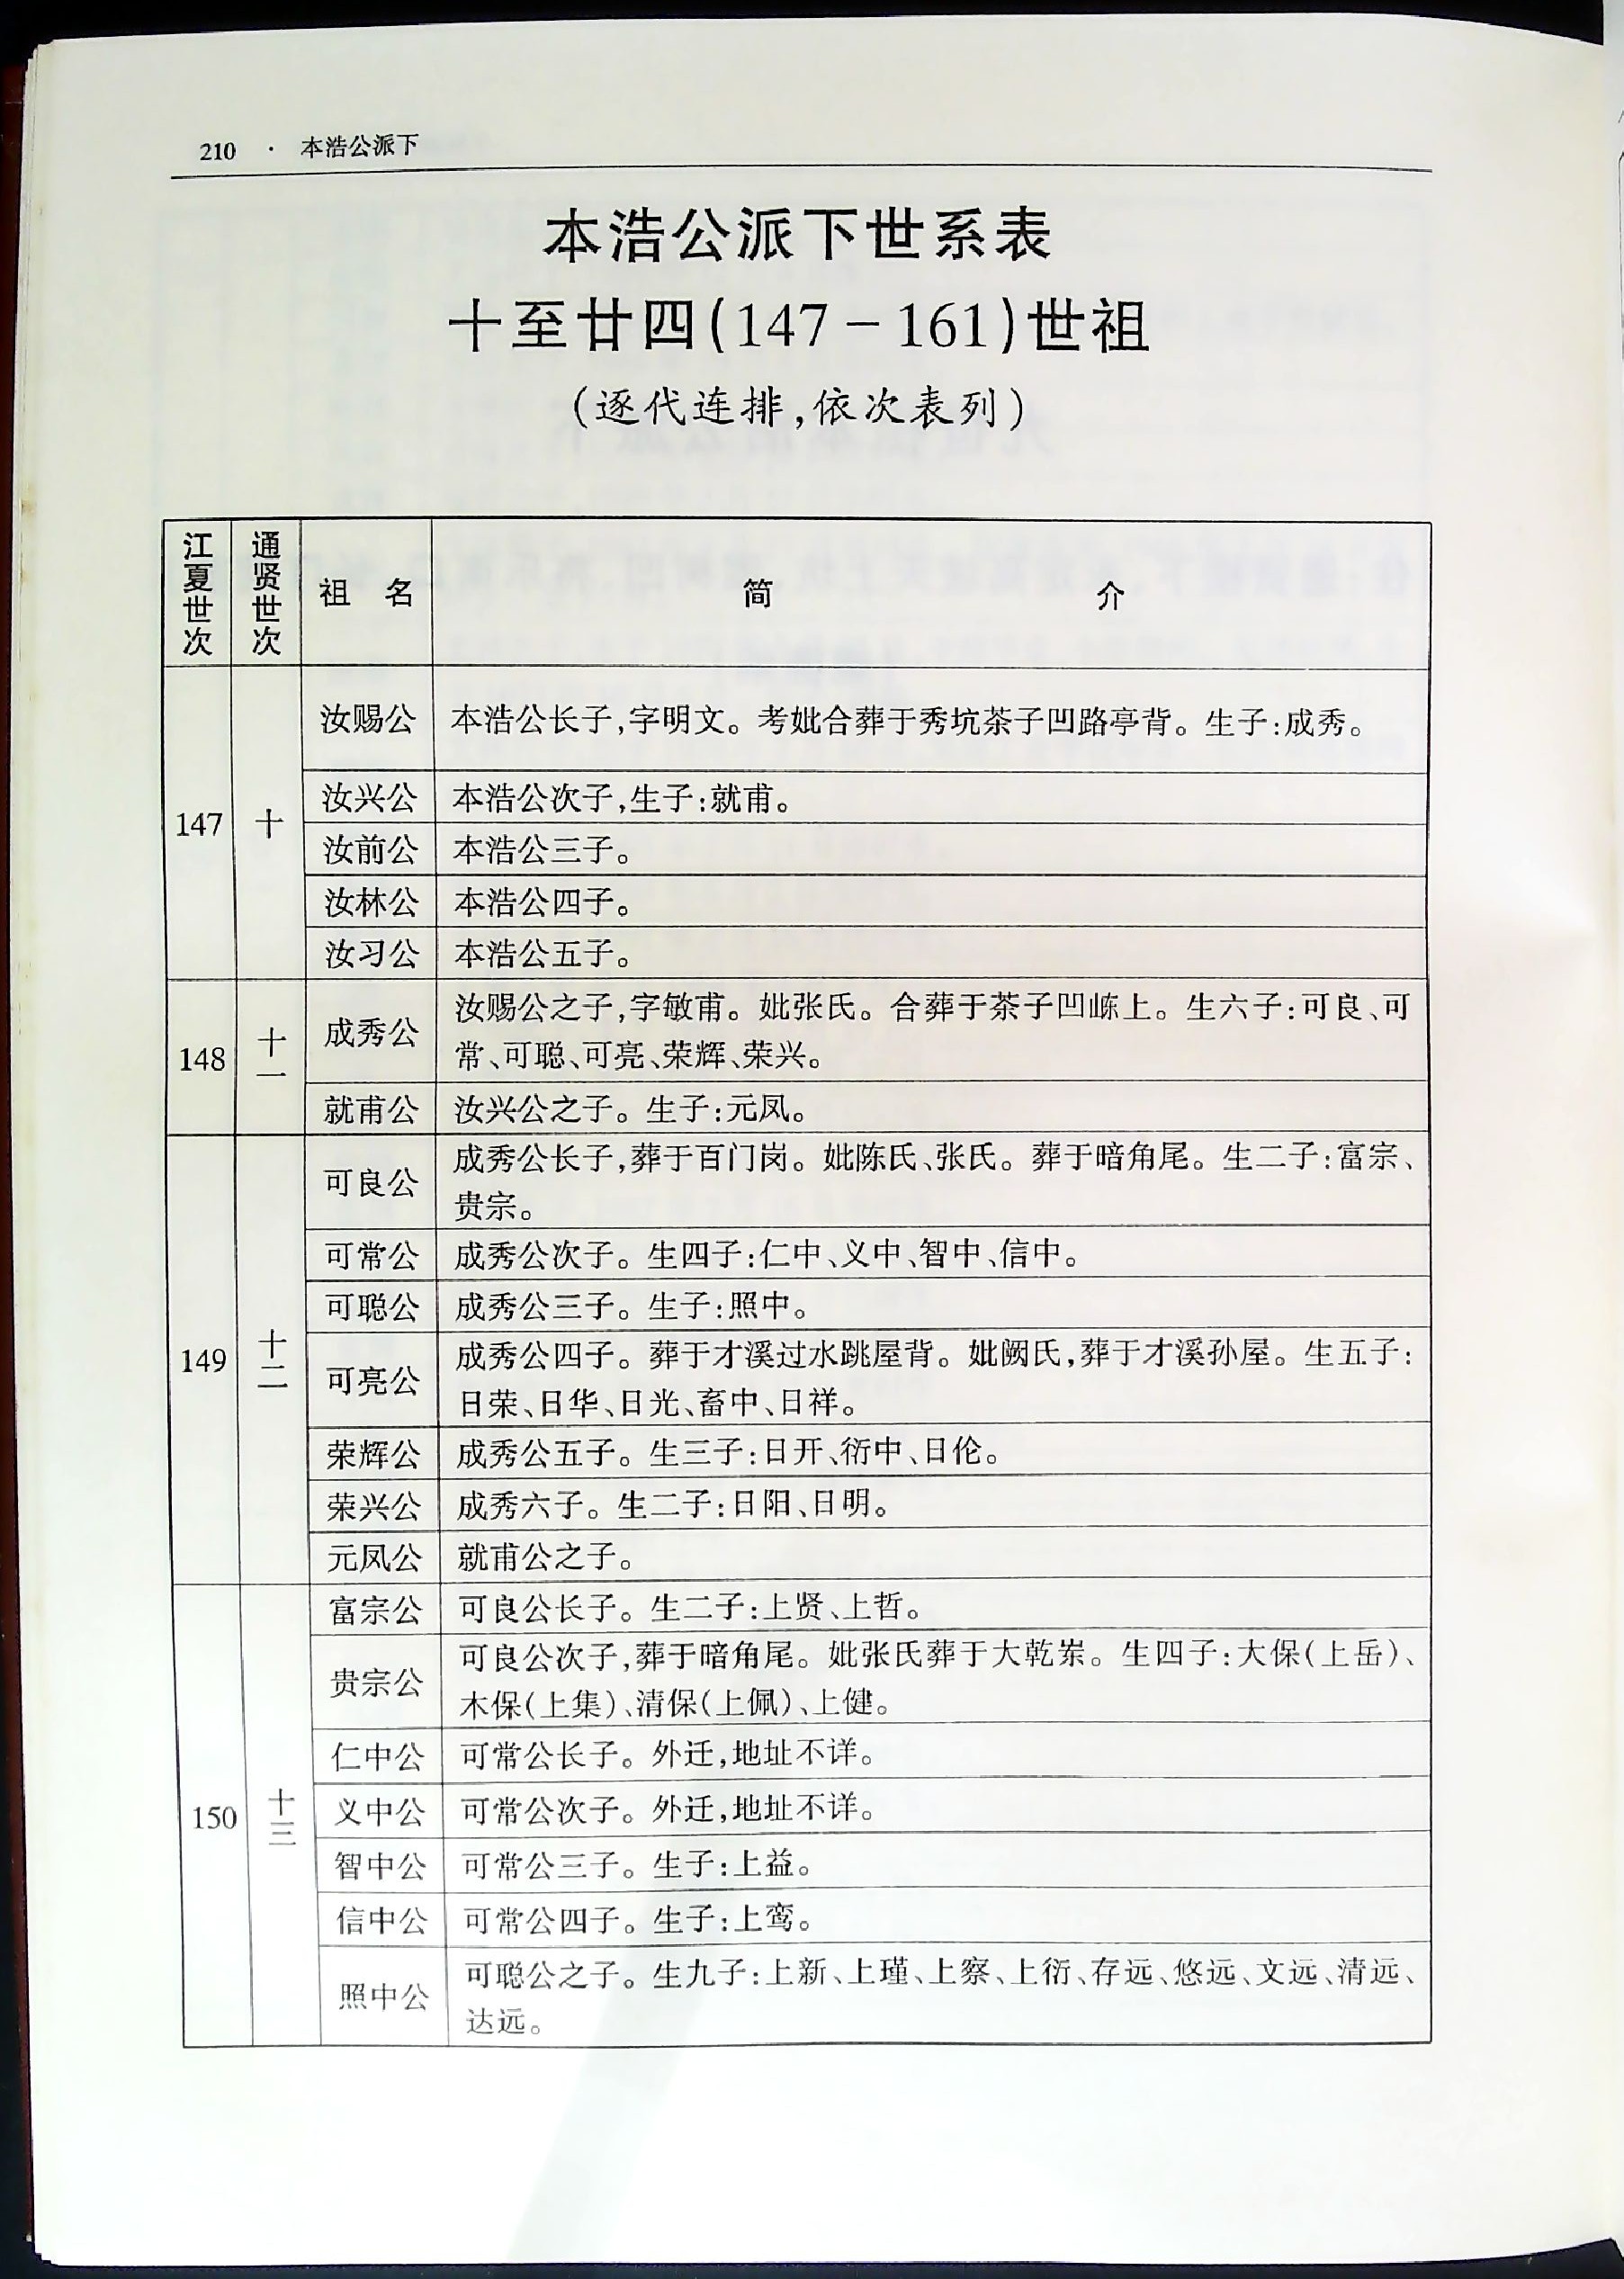 210 · 本浩公派下
本浩公派下世系表
十至廿四(147－161)世祖
(逐代连排,依次表列)
江夏世次 通贤世次 祖名 简介
147 十
汝赐公 本浩公长子,字明文。考妣合葬于秀坑茶子凹路亭背。生子:成秀。
汝兴公 本浩公次子,生子:就甫。
汝前公 本浩公三子。
汝林公 本浩公四子。
汝习公 本浩公五子。
148 十一
成秀公 汝赐公之子,字敏甫。妣张氏。合葬于茶子凹崠上。生六子:可良、可
常、可聪、可亮、荣辉、荣兴。
就甫公 汝兴公之子。生子:元凤。
149 十二
可良公 成秀公长子,葬于百门岗。妣陈氏、张氏。葬于暗角尾。生二子:富宗、
贵宗。
可常公 成秀公次子。生四子:仁中、义中、智中、信中。
可聪公 成秀公三子。生子:照中。
可亮公 成秀公四子。葬于才溪过水跳屋背。妣阙氏,葬于才溪孙屋。生五子:
日荣、日华、日光、畜中、日祥。
荣辉公 成秀公五子。生三子:日开、衍中、日伦。
荣兴公 成秀六子。生二子:日阳、日明。
元凤公 就甫公之子。
150 十三
富宗公 可良公长子。生二子:上贤、上哲。
贵宗公 可良公次子,葬于暗角尾。妣张氏葬于大乾岽。生四子:大保(上岳)、
木保(上集)、清保(上佩)、上健。
仁中公 可常公长子。外迁,地址不详。
义中公 可常公次子。外迁,地址不详。
智中公 可常公三子。生子:上益。
信中公 可常公四子。生子:上鸾。
照中公 可聪公之子。生九子:上新、上瑾、上察、上衍、存远、悠远、文远、清远、
达远。